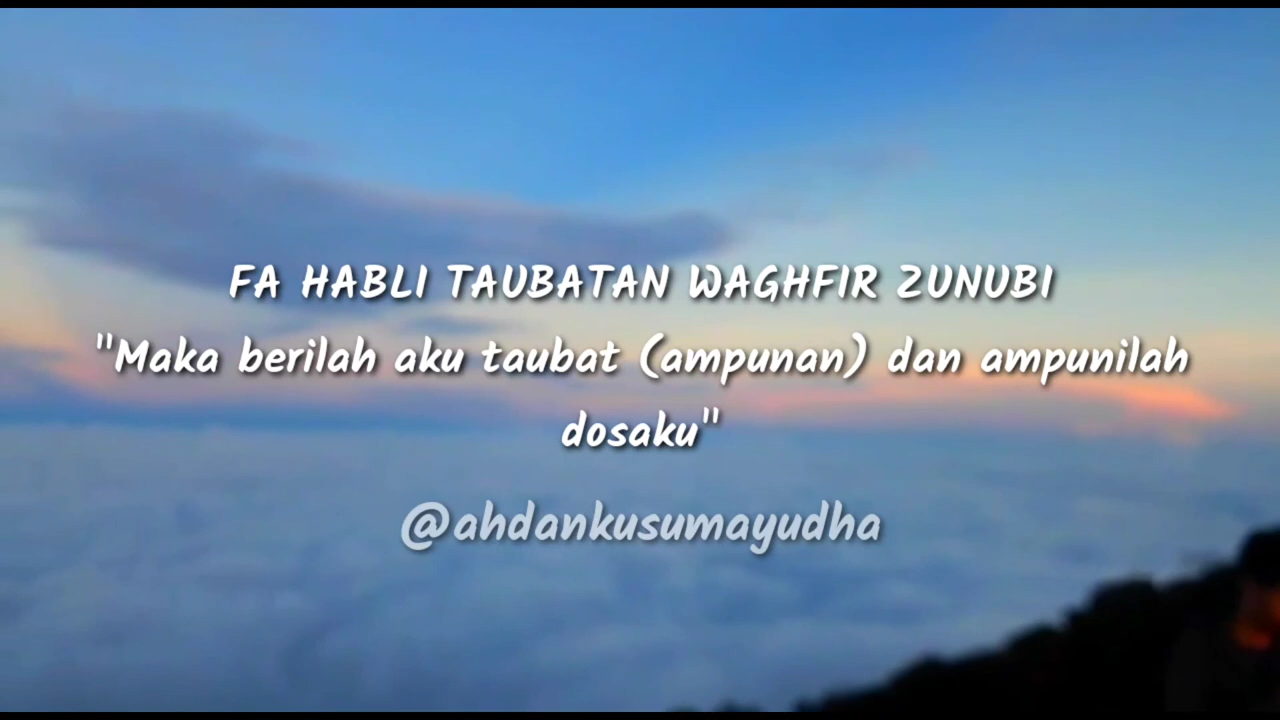 FA HABLI TAUBATAN WAGHFIR ZUNUBI
"Maka berilah aku taubat (ampunan) dan ampunilah
dosaku"
@ahdankusumayudha